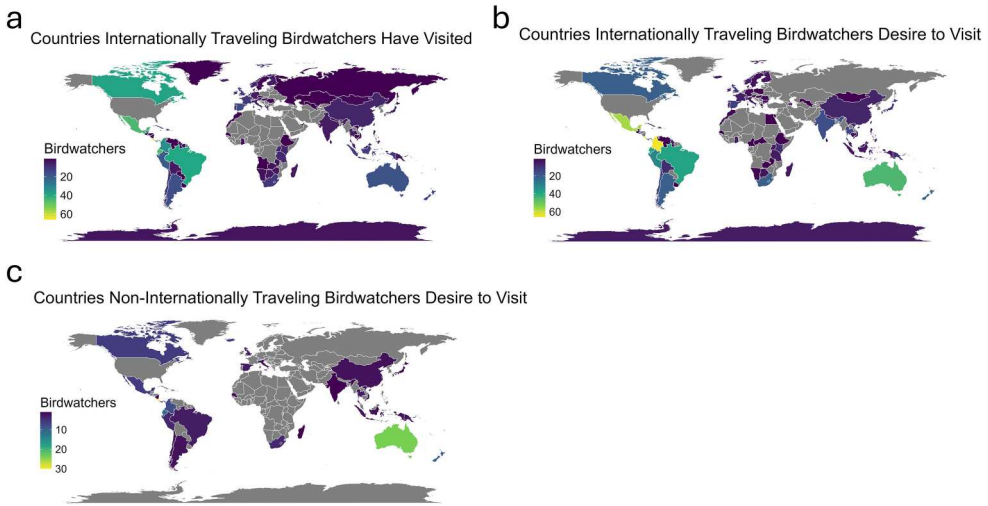 a
Countries Internationally Traveling Birdwatchers Have Visited
Birdwatchers
20
40
60
b
Countries Internationally Traveling Birdwatchers Desire to Visit
Birdwatchers
20
40
60
c
Countries Non-Internationally Traveling Birdwatchers Desire to Visit
Birdwatchers
10
20
30